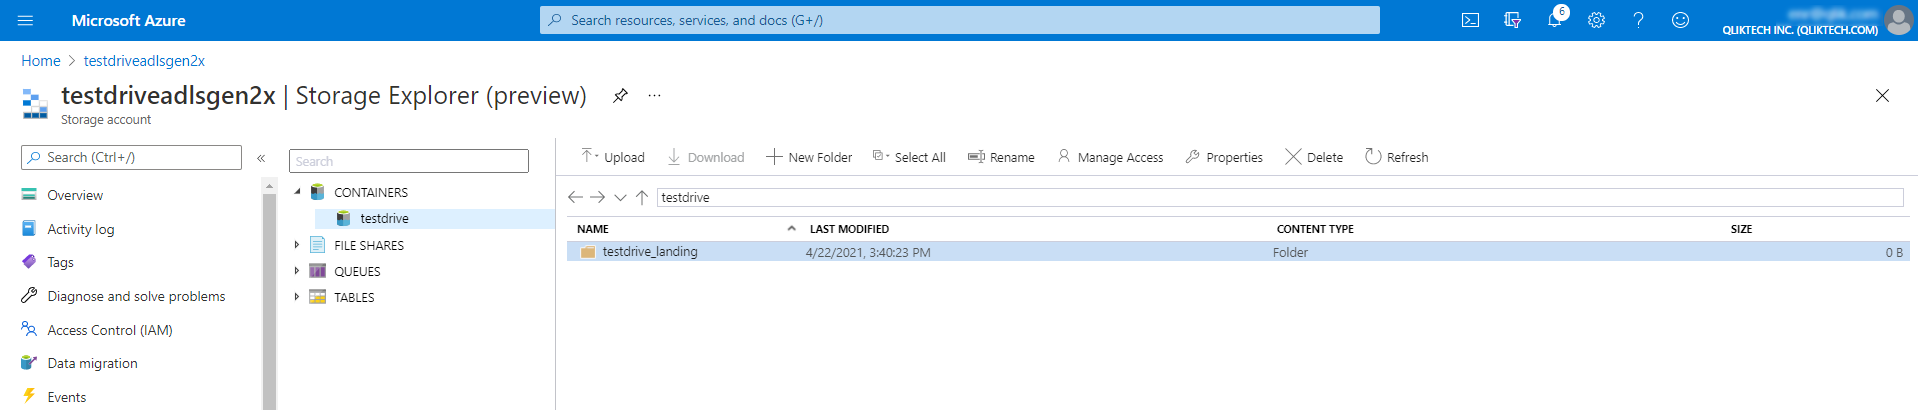 Microsoft Azure
Search resources, services, and docs (G+/)
6
QLIKTECH INC. (QLIKTECH.COM)
Home > testdriveadlsgen2x
testdriveadlsgen2x | Storage Explorer (preview)
Storage account
Search (Ctrl+/)
Overview
Activity log
Tags
Diagnose and solve problems
Access Control (IAM)
Data migration
Events
Search
CONTAINERS
testdrive
FILE SHARES
QUEUES
TABLES
Upload Download New Folder Select All Rename Manage Access Properties Delete Refresh
testdrive
NAME LAST MODIFIED CONTENT TYPE SIZE
testdrive_landing 4/22/2021, 3:40:23 PM Folder 0 B